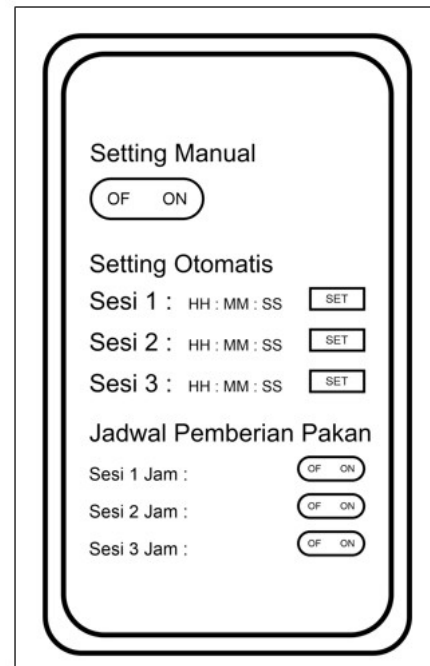 Setting Manual
OF ON
Setting Otomatis
Sesi 1 : HH : MM : SS SET
Sesi 2 : HH : MM : SS SET
Sesi 3 : HH : MM : SS SET
Jadwal Pemberian Pakan
Sesi 1 Jam : OF ON
Sesi 2 Jam : OF ON
Sesi 3 Jam : OF ON